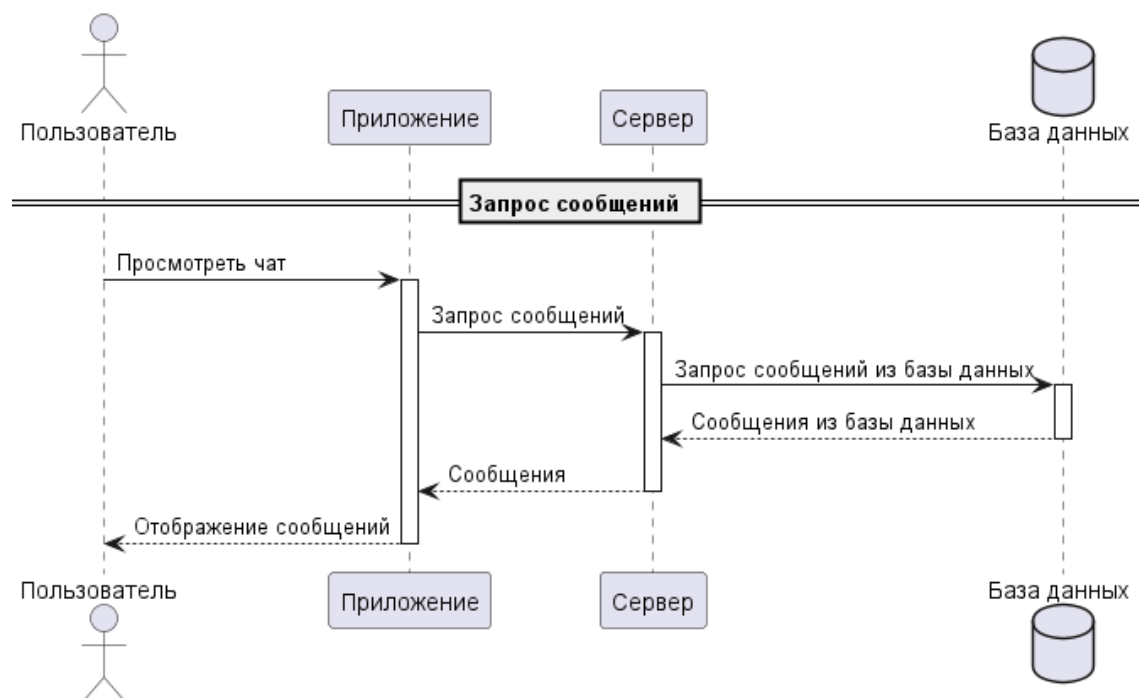 Пользователь
Приложение
Сервер
База данных
Запрос сообщений
Просмотреть чат
Запрос сообщений
Запрос сообщений из базы данных
Сообщения из базы данных
Сообщения
Отображение сообщений
Пользователь
Приложение
Сервер
База данных